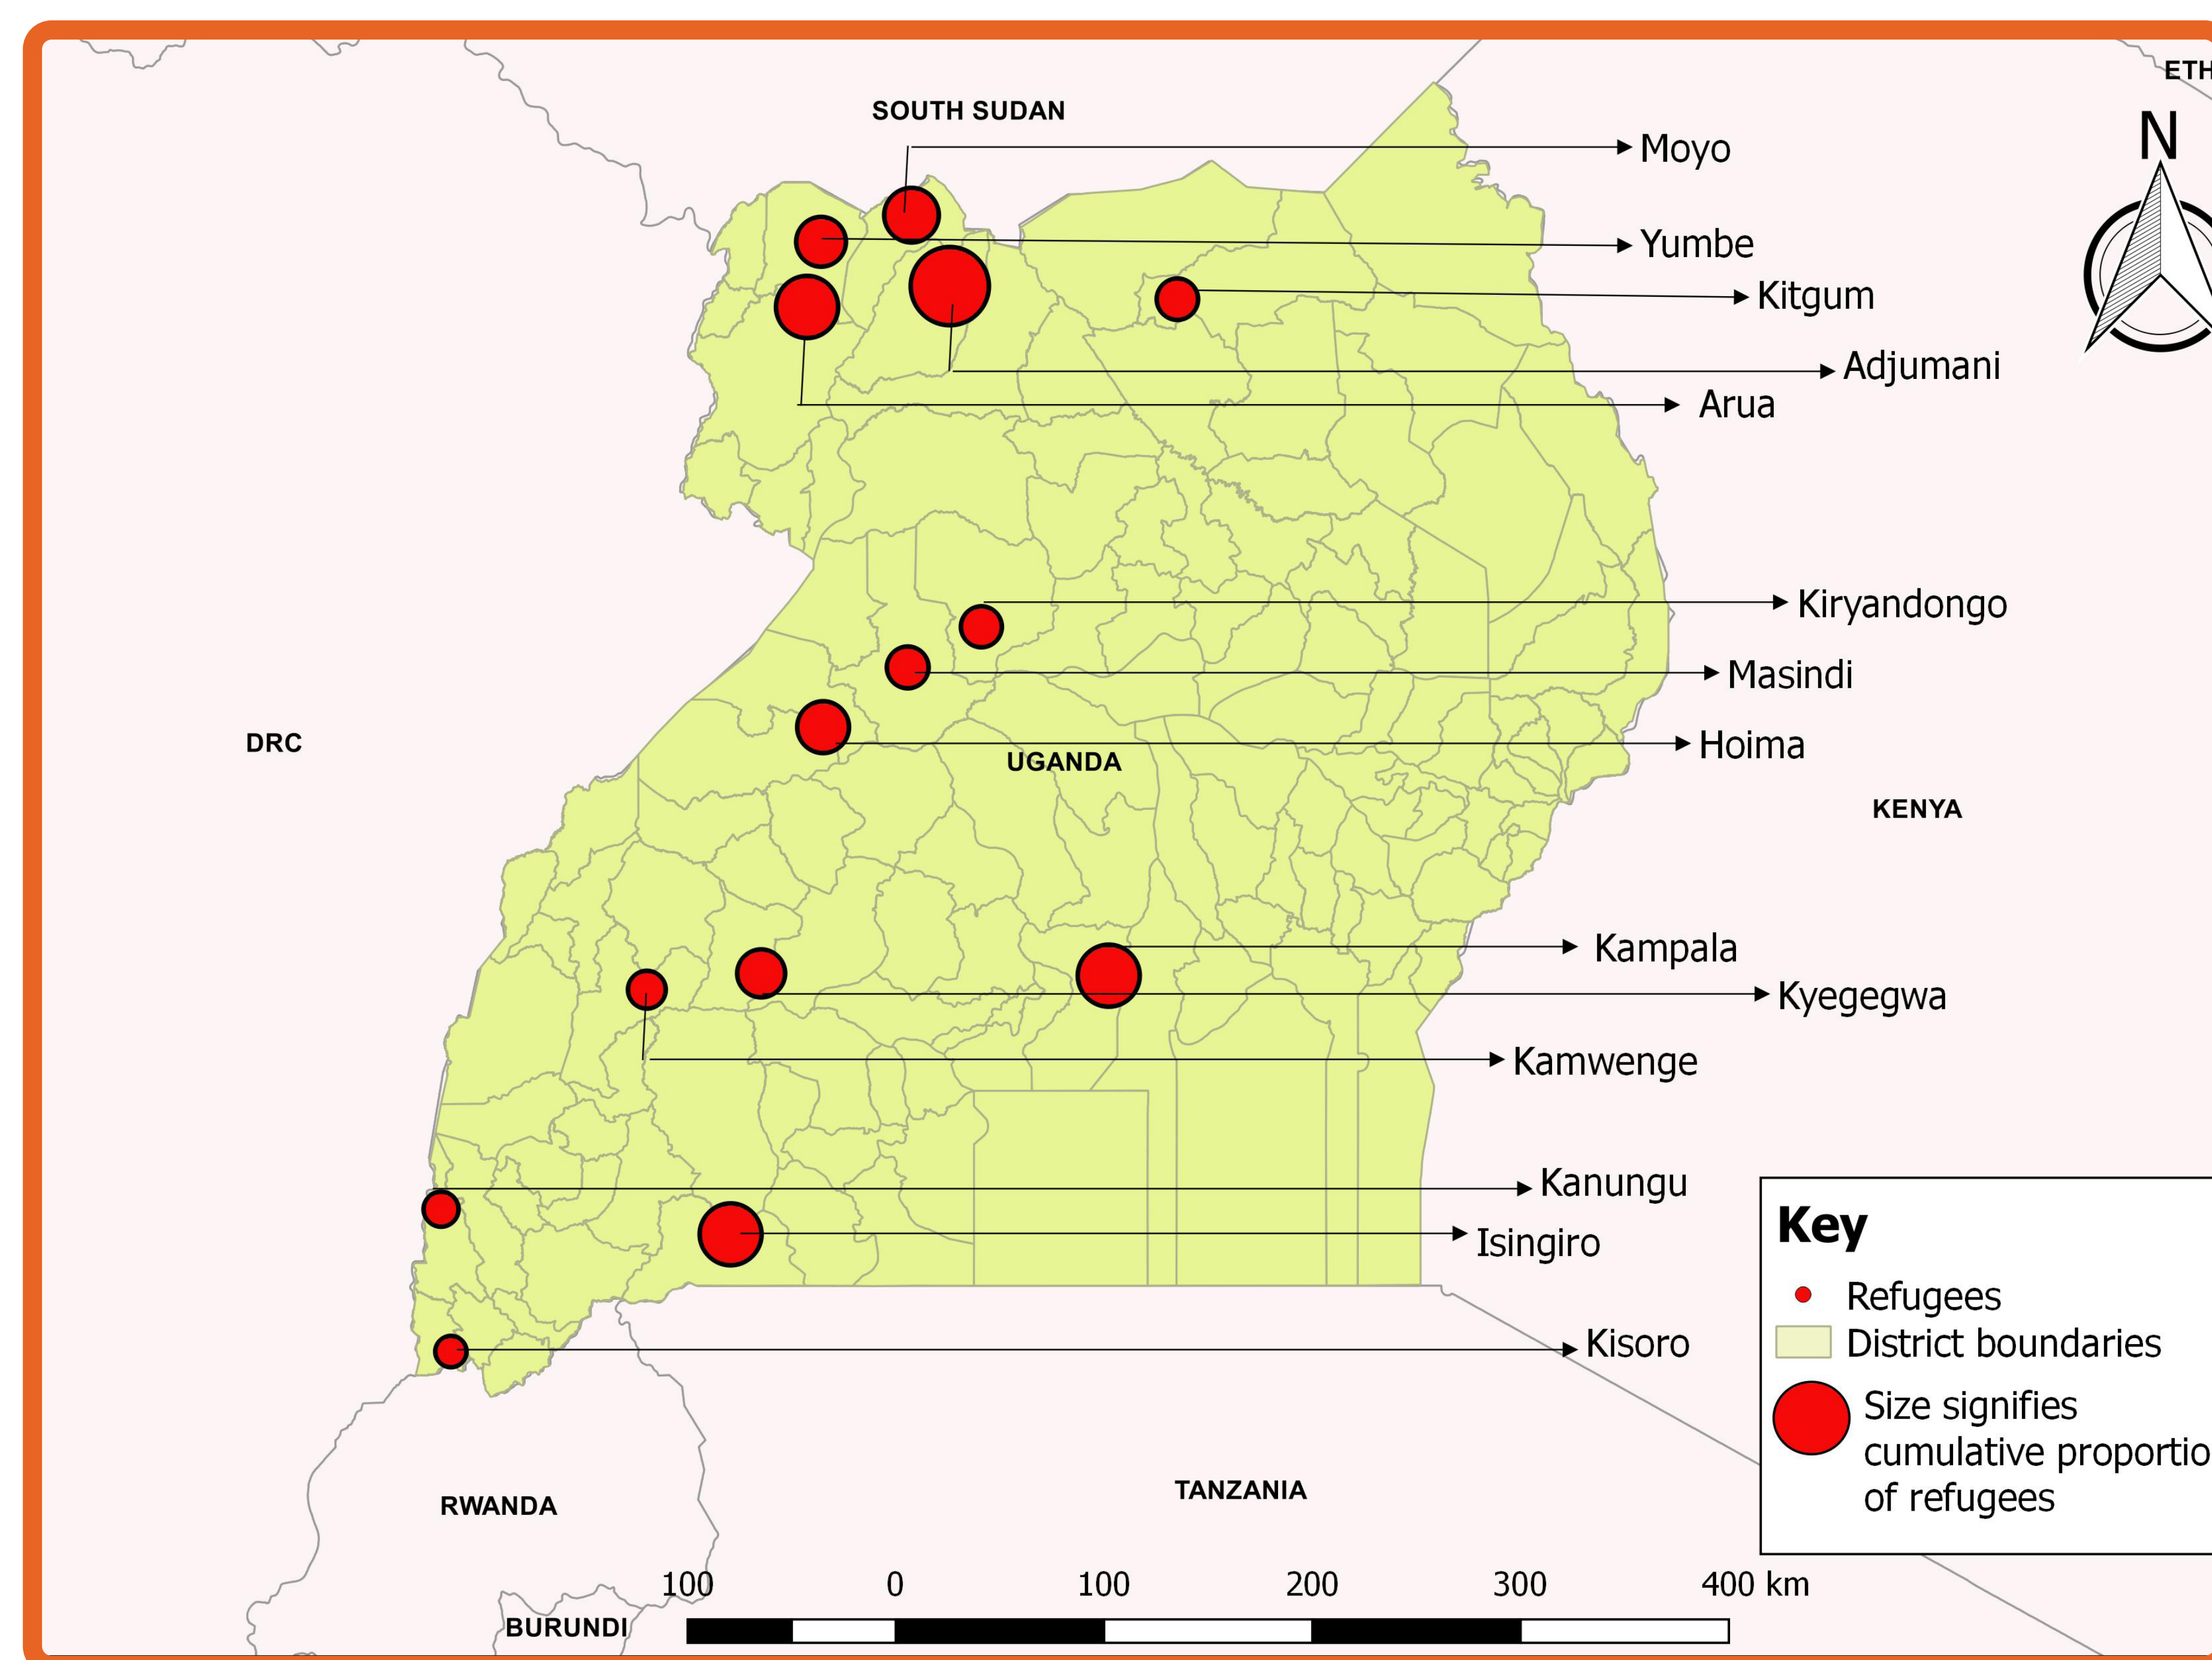 ETH
SOUTH SUDAN
N
Moyo
Yumbe
Kitgum
Adjumani
Arua
Kiryandongo
Masindi
Hoima
DRC
UGANDA
KENYA
Kampala
Kyegegwa
Kamwenge
Kanungu
Isingiro
Kisoro
Key
Refugees
District boundaries
Size signifies
cumulative proportio
of refugees
RWANDA
TANZANIA
BURUNDI
100 0 100 200 300 400 km